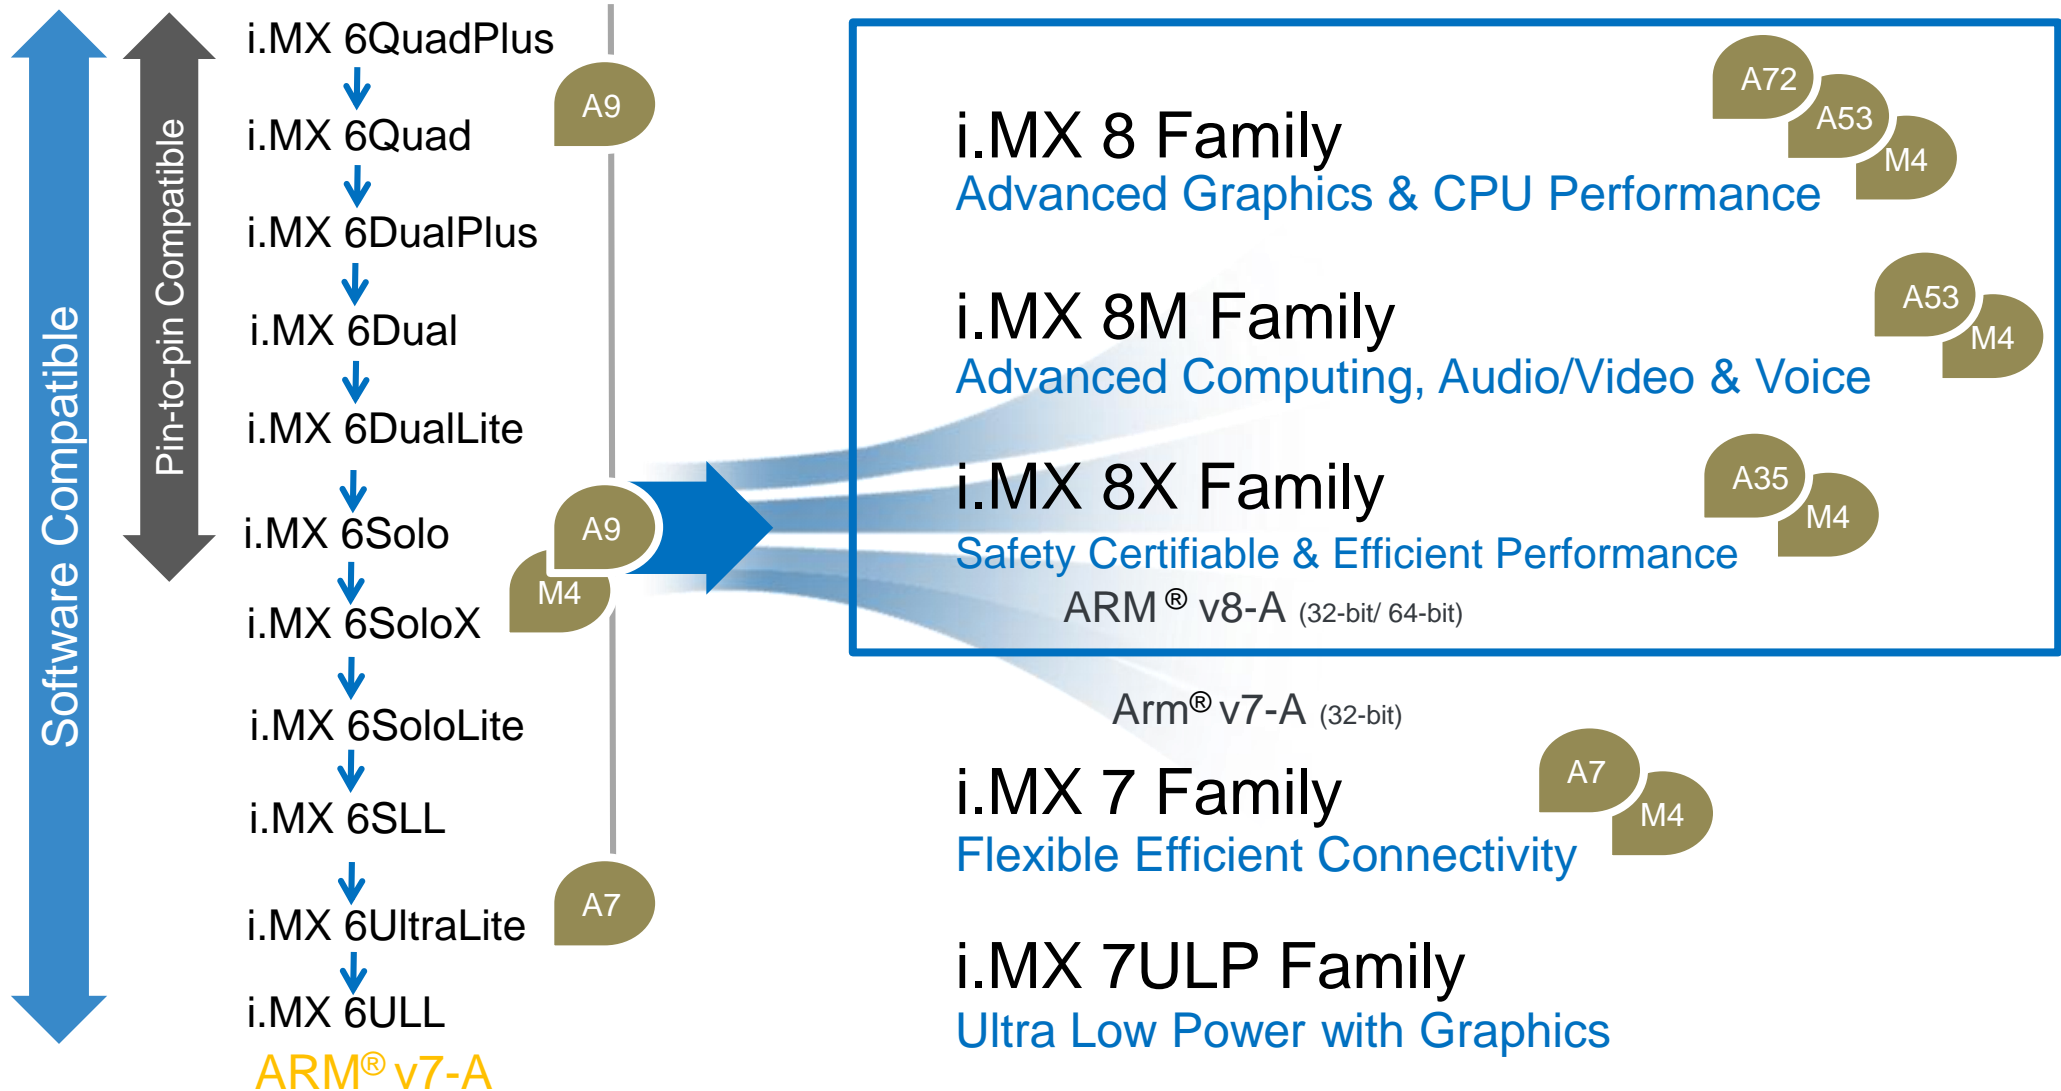 Software Compatible
Pin-to-pin Compatible
i.MX 6QuadPlus
i.MX 6Quad
i.MX 6DualPlus
i.MX 6Dual
i.MX 6DualLite
i.MX 6Solo
i.MX 6SoloX
i.MX 6SoloLite
i.MX 6SLL
i.MX 6UltraLite
i.MX 6ULL
ARM® v7-A
A9
A9
M4
A7
i.MX 8 Family
Advanced Graphics & CPU Performance
A72
A53
M4
i.MX 8M Family
Advanced Computing, Audio/Video & Voice
A53
M4
i.MX 8X Family
Safety Certifiable & Efficient Performance
A35
M4
ARM ® v8-A (32-bit/ 64-bit)
Arm® v7-A (32-bit)
i.MX 7 Family
Flexible Efficient Connectivity
A7
M4
i.MX 7ULP Family
Ultra Low Power with Graphics